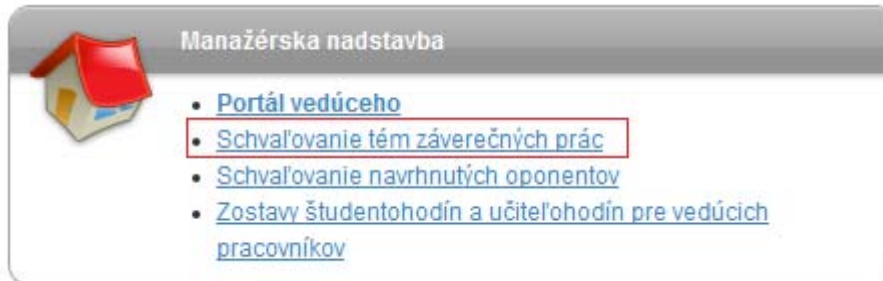 Manažérska nadstavba
Portál vedúceho
Schvaľovanie tém záverečných prác
Schvaľovanie navrhnutých oponentov
Zostavy študentohodín a učiteľohodín pre vedúcich
pracovníkov